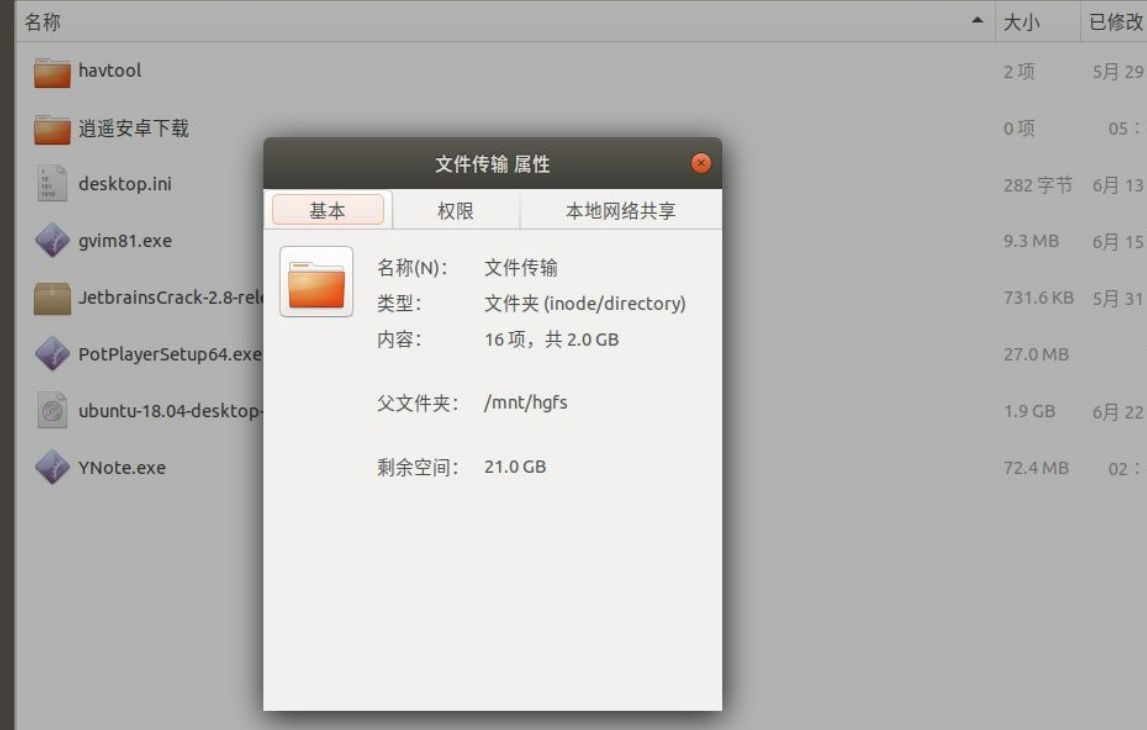 名称 大小 已修改
havtool 2 项 5月 29
逍遥安卓下载 0 项 05：
desktop.ini 282 字节 6月 13
gvim81.exe 9.3 MB 6月 15
JetbrainsCrack-2.8-rele 731.6 KB 5月 31
PotPlayerSetup64.exe 27.0 MB
ubuntu-18.04-desktop- 1.9 GB 6月 22
YNote.exe 72.4 MB 02：
文件传输 属性
基本 权限 本地网络共享
名称(N)： 文件传输
类型： 文件夹 (inode/directory)
内容： 16 项，共 2.0 GB
父文件夹： /mnt/hgfs
剩余空间： 21.0 GB